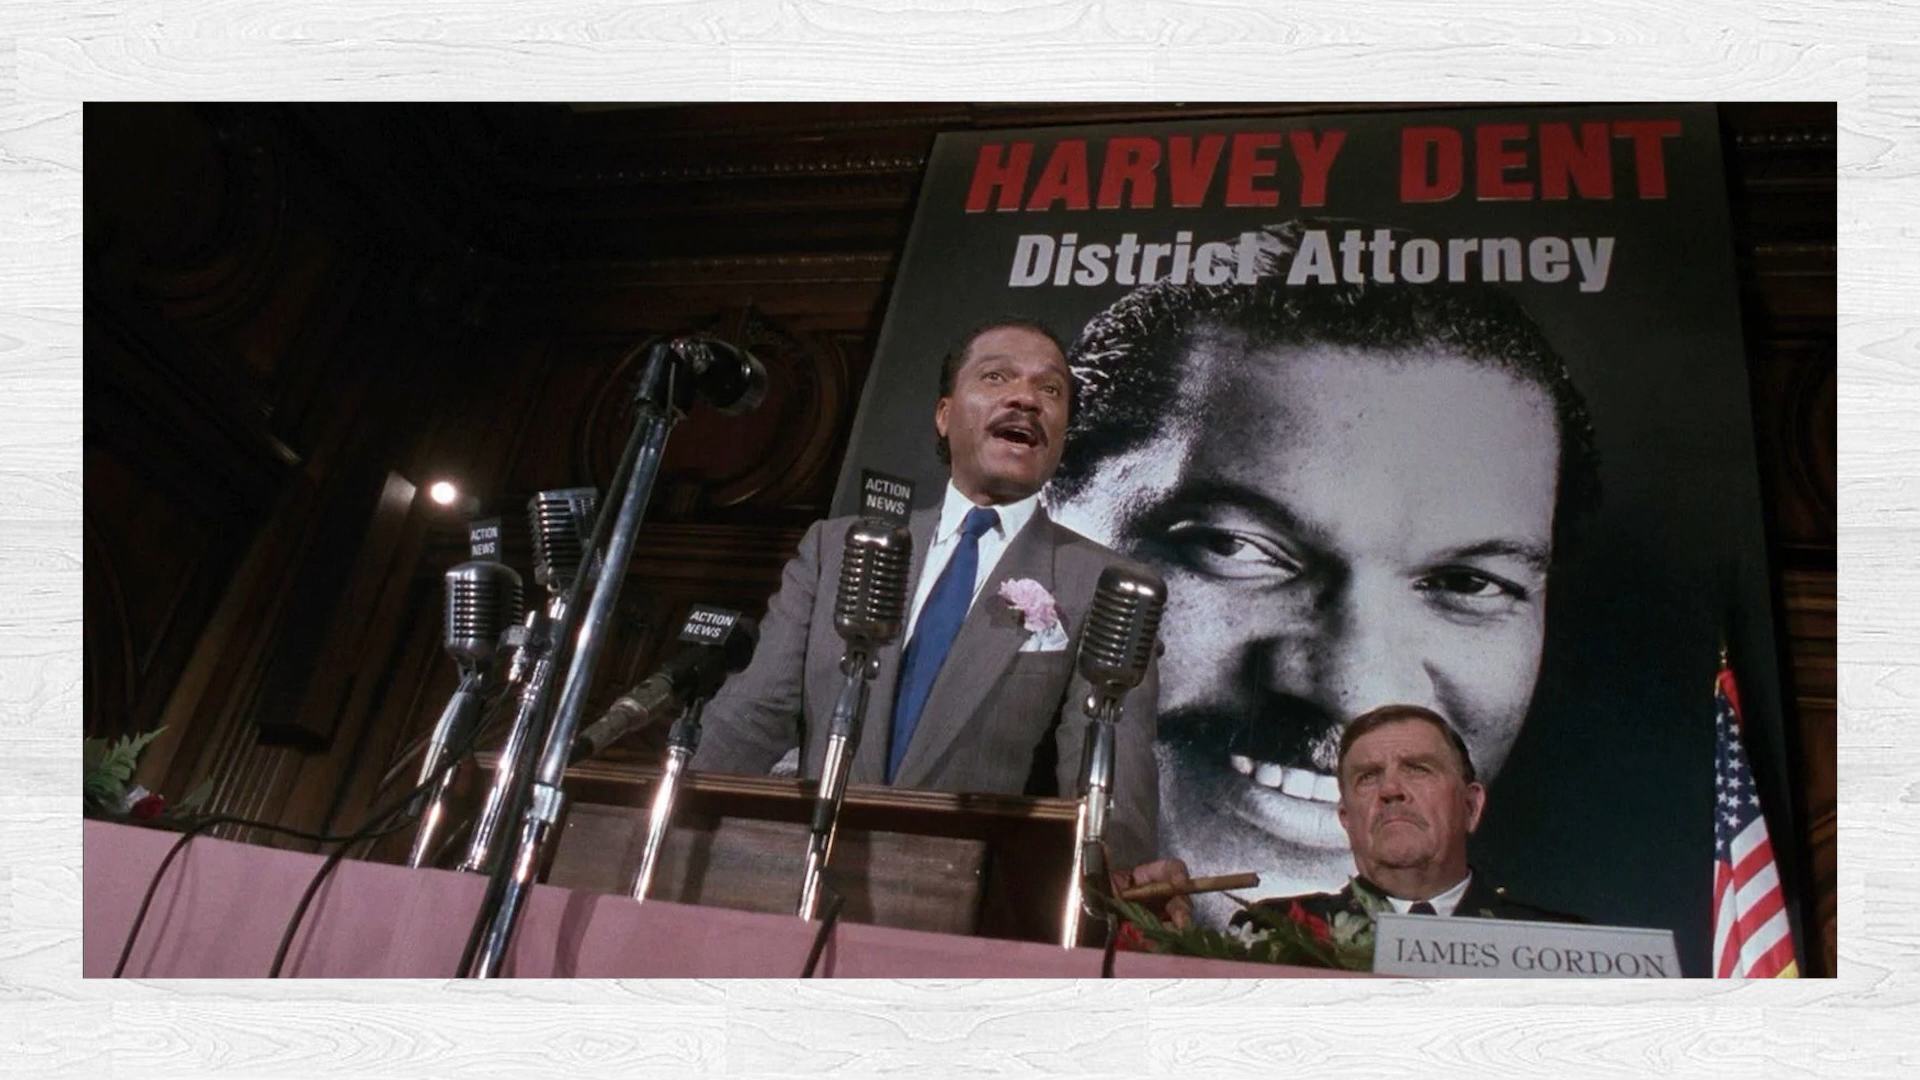 HARVEY DENT
District Attorney
ACTION
NEWS
ACTION
NEWS
ACTION
NEWS
JAMES GORDON